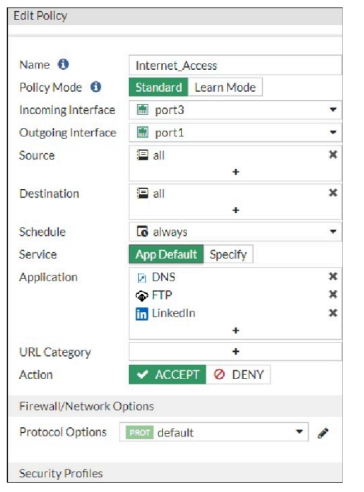 Edit Policy
Name
Internet_Access
Policy Mode
Standard Learn Mode
Incoming Interface
port3
Outgoing Interface
port1
Source
all
+
Destination
all
+
Schedule
always
Service
App Default Specify
Application
DNS
FTP
in LinkedIn
+
URL Category
+
Action
ACCEPT DENY
Firewall/Network Options
Protocol Options
PROT default
Security Profiles